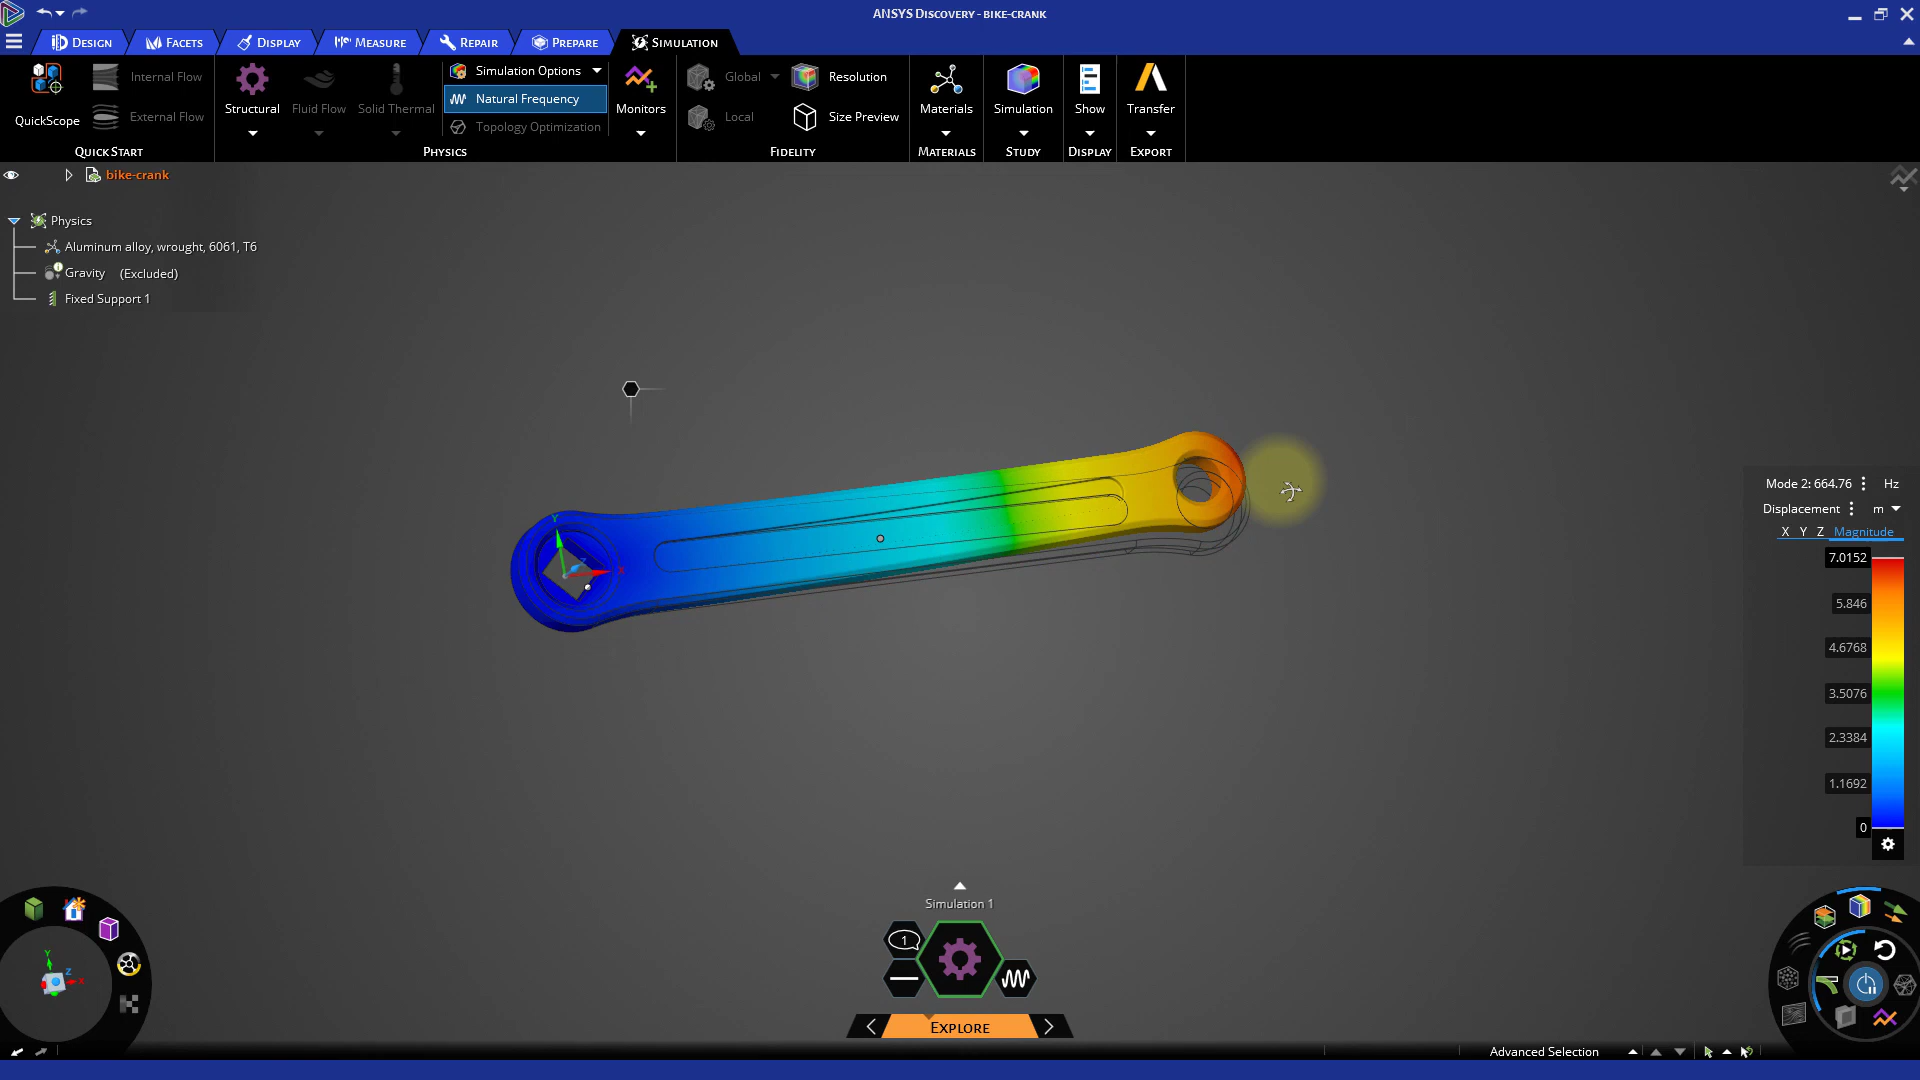 ANSYS Discovery - bike-crank
Design
Facets
Display
Measure
Repair
Prepare
Simulation
QuickScope
Internal Flow
External Flow
Quick Start
Structural
Fluid Flow
Solid Thermal
Simulation Options
Natural Frequency
Topology Optimization
Physics
Monitors
Global
Local
Resolution
Size Preview
Fidelity
Materials
Materials
Simulation
Study
Show
Display
Transfer
Export
bike-crank
Physics
Aluminum alloy, wrought, 6061, T6
Gravity (Excluded)
Fixed Support 1
Y
X
Z
Mode 2: 664.76 Hz
Displacement m
X Y Z Magnitude
7.0152
5.846
4.6768
3.5076
2.3384
1.1692
0
Simulation 1
1
Explore
Y
Z
X
Advanced Selection